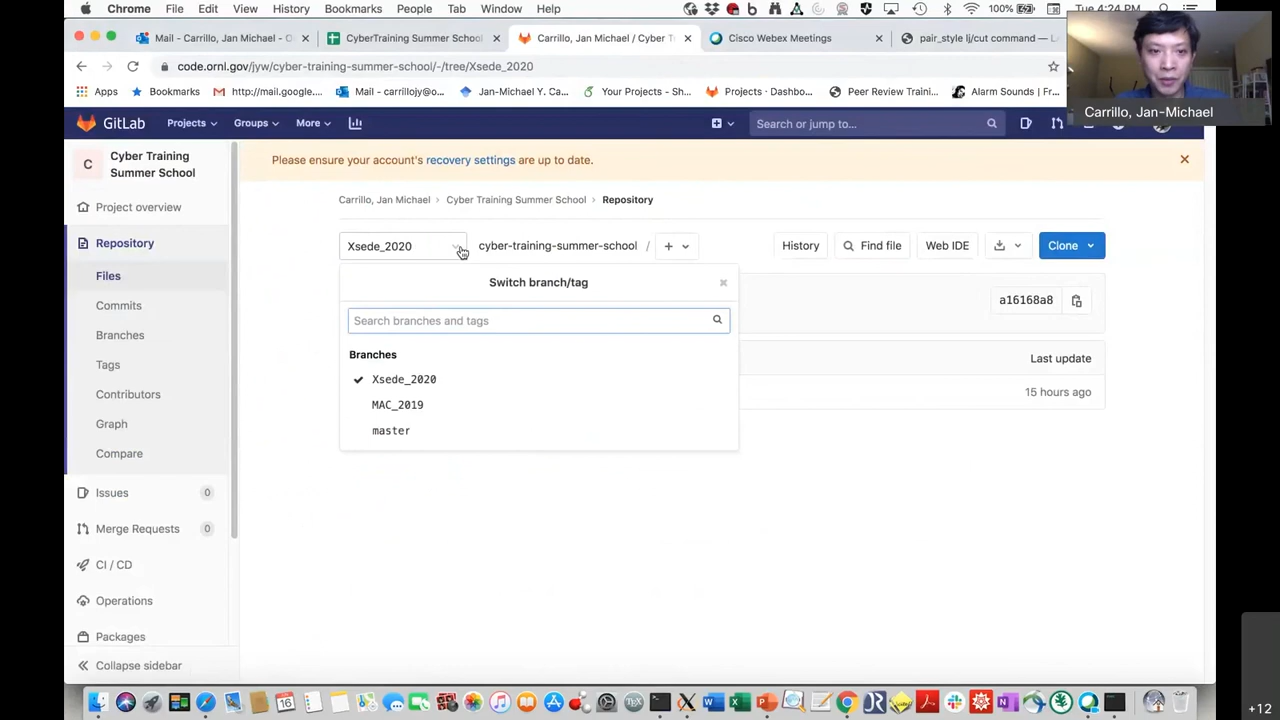 Chrome File Edit View History Bookmarks People Tab Window Help 100% Tue 4:24 PM
Mail - Carrillo, Jan Michael - O
CyberTraining Summer School
Carrillo, Jan Michael / Cyber T
Cisco Webex Meetings
pair_style lj/cut command — L
code.ornl.gov/jyw/cyber-training-summer-school/-/tree/Xsede_2020
Apps Bookmarks http://mail.google.... Mail - carrillojy@o... Jan-Michael Y. Ca... Your Projects - Sh... Projects · Dashbo... Peer Review Traini... Alarm Sounds | Fr...
Carrillo, Jan-Michael
GitLab Projects Groups More Search or jump to...
C
Cyber Training
Summer School
Project overview
Repository
Files
Commits
Branches
Tags
Contributors
Graph
Compare
Issues 0
Merge Requests 0
CI / CD
Operations
Packages
Collapse sidebar
Please ensure your account's recovery settings are up to date.
Carrillo, Jan Michael > Cyber Training Summer School > Repository
Xsede_2020 cyber-training-summer-school / + History Find file Web IDE Clone
Switch branch/tag
Search branches and tags
Branches
Xsede_2020
MAC_2019
master
a16168a8
Last update
15 hours ago
+12